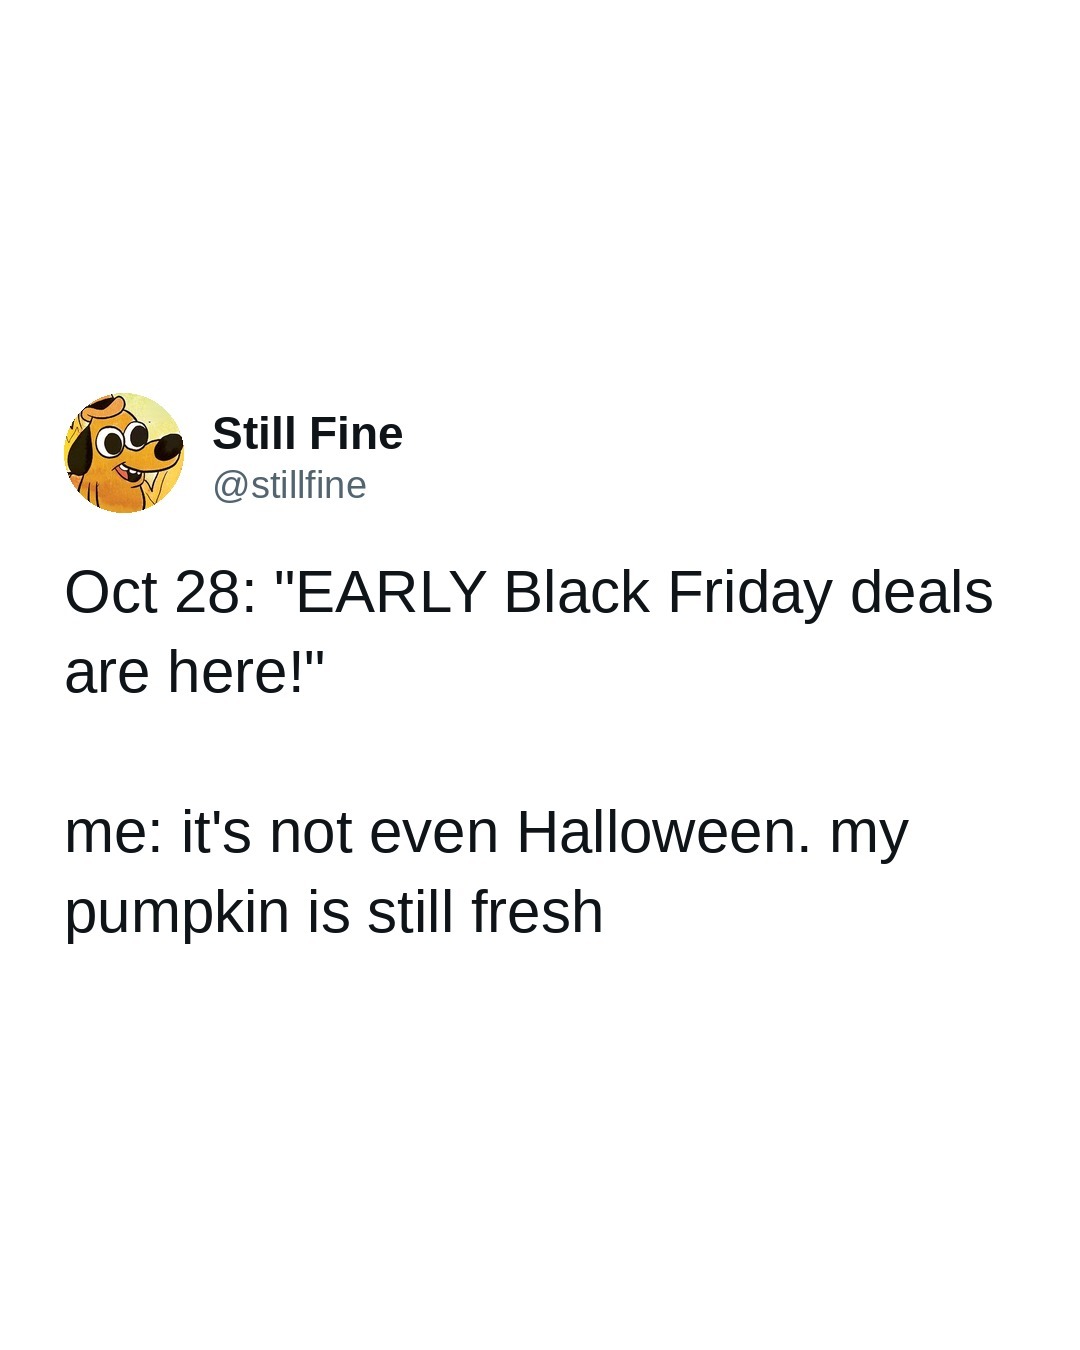 Still Fine
@stillfine
Oct 28: "EARLY Black Friday deals
are here!"
me: it's not even Halloween. my
pumpkin is still fresh